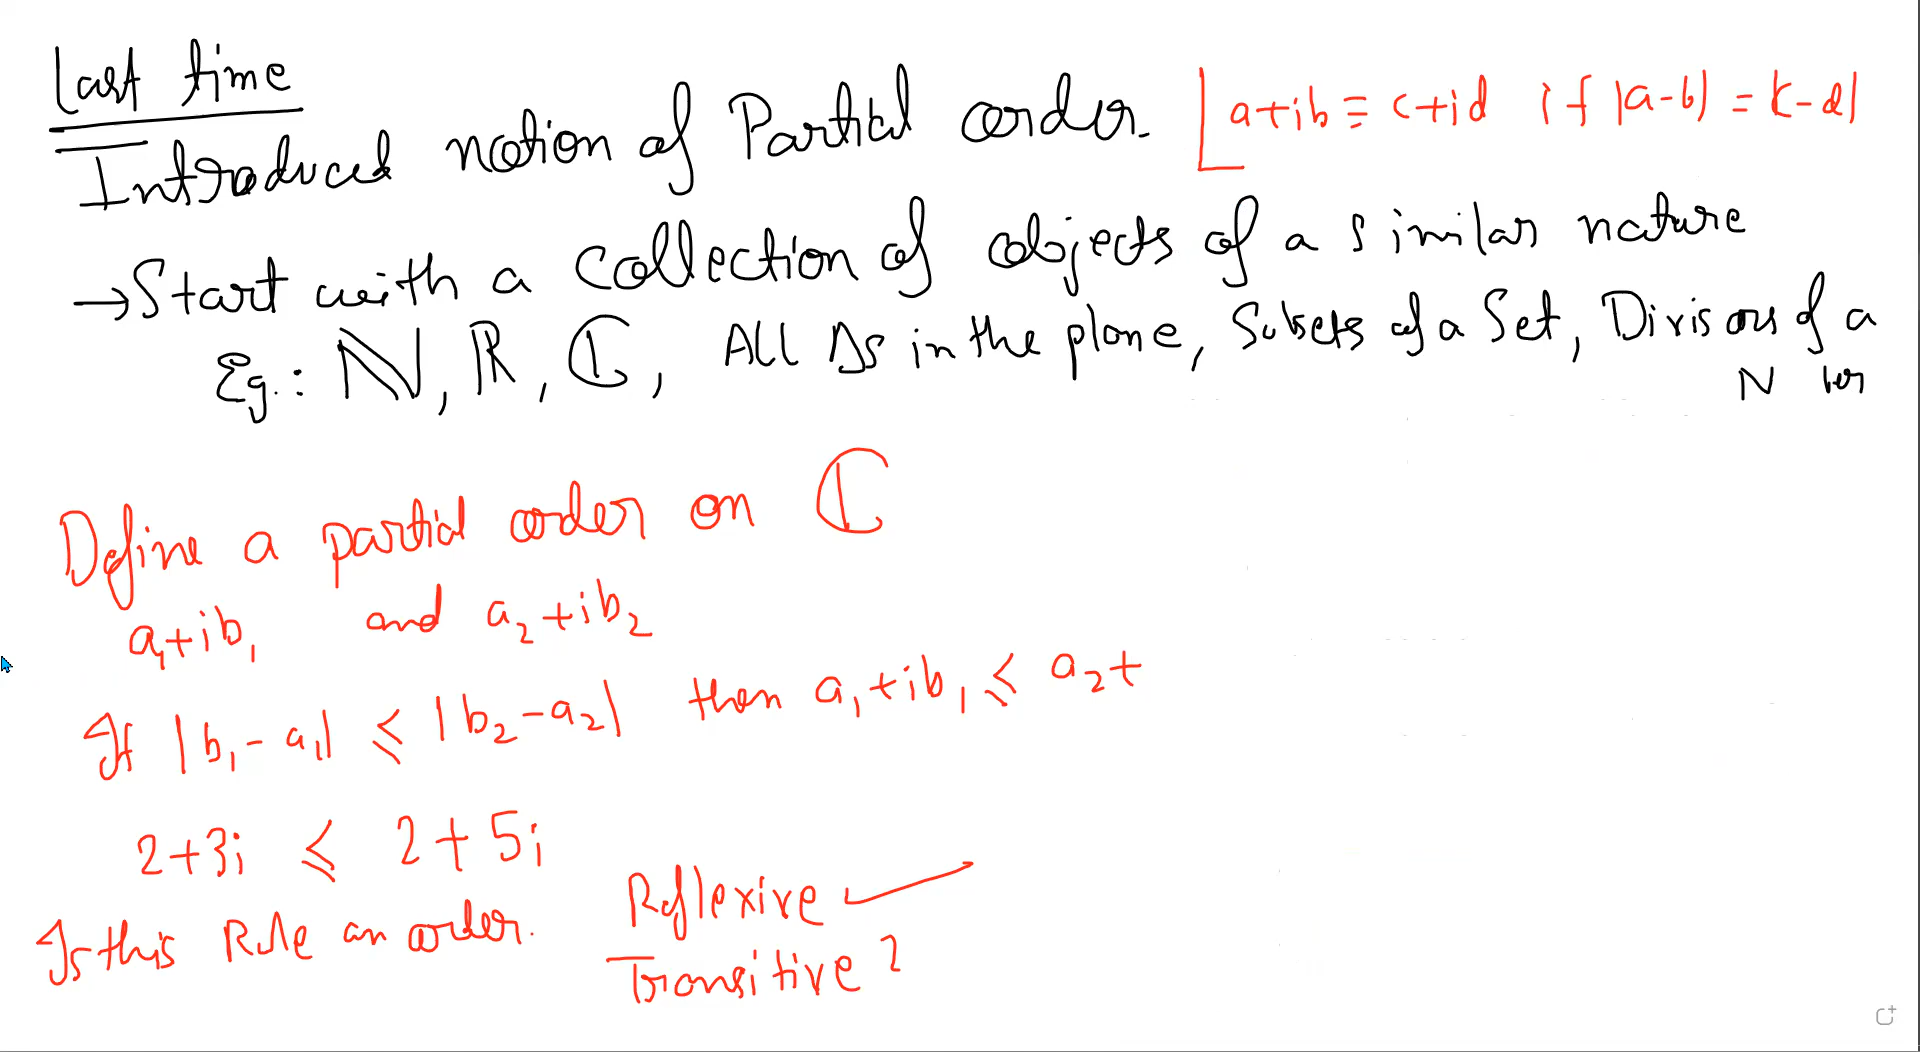 Last time
Introduced notion of Partial order.
a+ib ≡ c+id if |a-b| = |c-d|
→ Start with a collection of objects of a similar nature
Eg.: ℕ, ℝ, ℂ, All Δs in the plane, Subsets of a Set, Divisors of a
N ber
Define a partial order on ℂ
a₁+ib₁ and a₂+ib₂
If |b₁-a₁| ≤ |b₂-a₂| then a₁+ib₁ ≤ a₂+
2+3i ≤ 2+5i
Is this Rule an order.
Reflexive ✓
Transitive ?